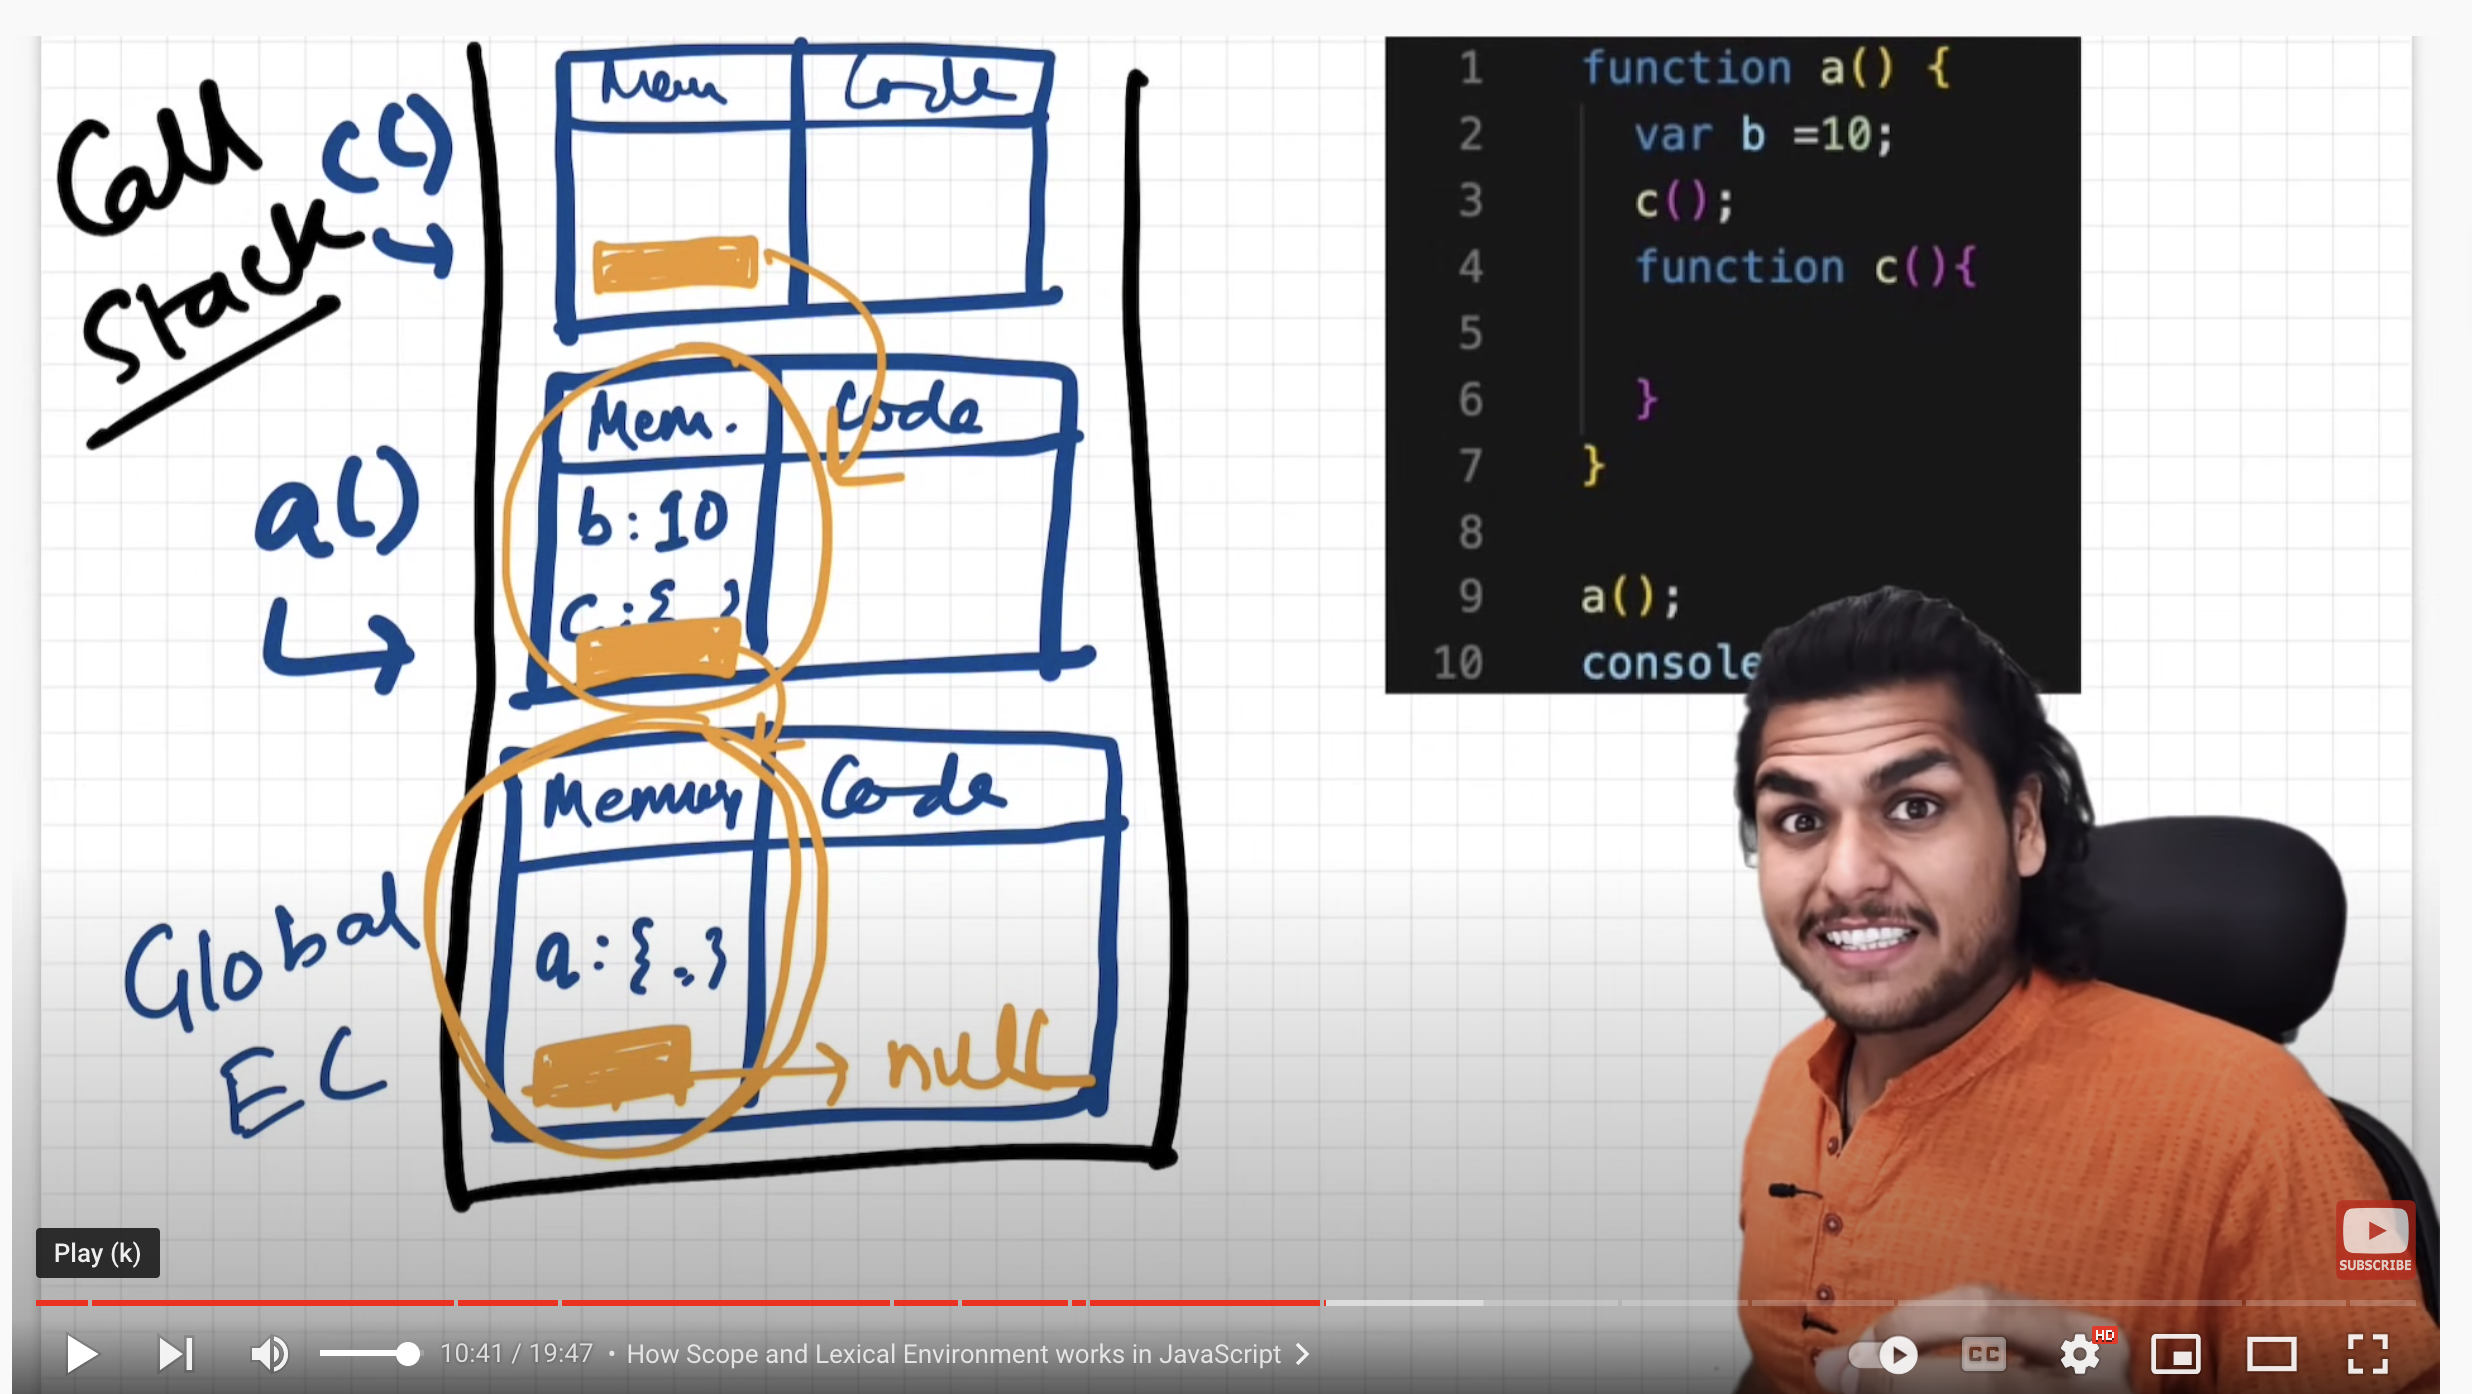 Call
Stack
c()
Mem Code
a()
Mem. Code
b:10
c:{ }
Global
EC
Memory Code
a:{.}
null
1 function a() {
2 var b =10;
3 c();
4 function c(){
5
6 }
7 }
8
9 a();
10 console
SUBSCRIBE
Play (k)
10:41 / 19:47 • How Scope and Lexical Environment works in JavaScript
CC
HD